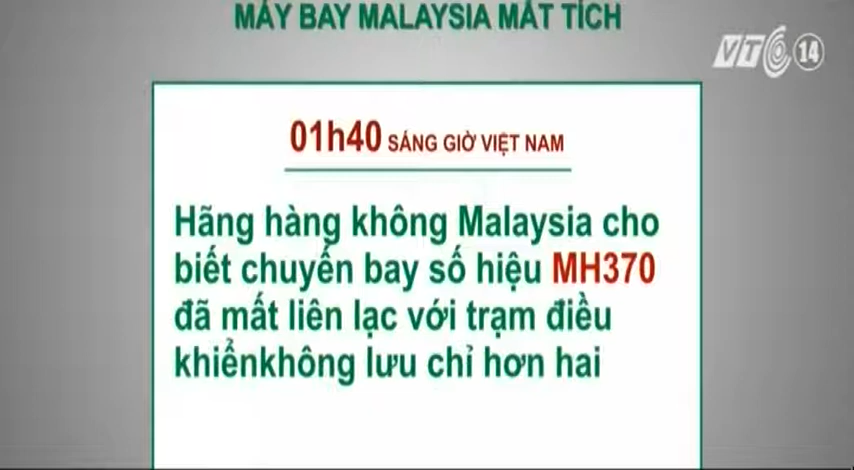 MÁY BAY MALAYSIA MẤT TÍCH
VTC 14
01h40 SÁNG GIỜ VIỆT NAM
Hãng hàng không Malaysia cho
biết chuyến bay số hiệu MH370
đã mất liên lạc với trạm điều
khiểnkhông lưu chỉ hơn hai